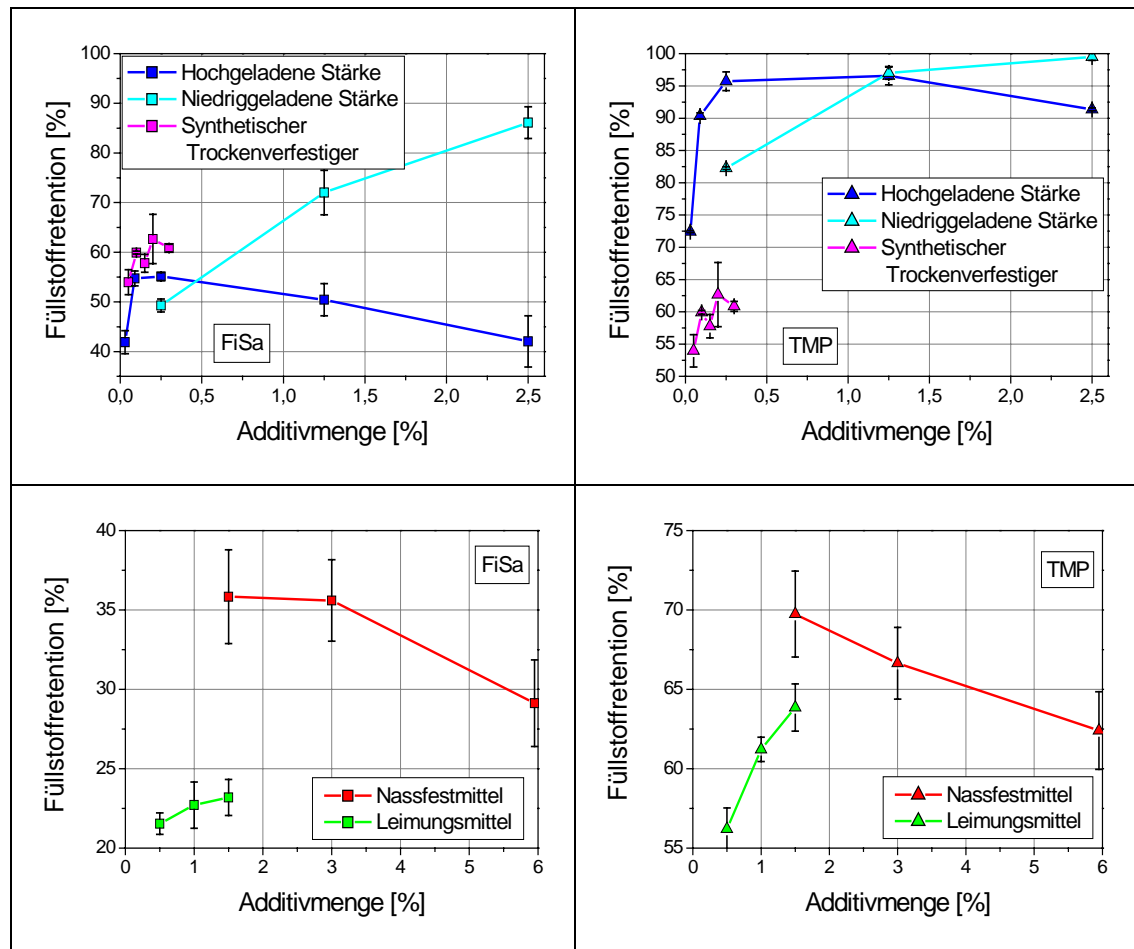 100
90
80
70
60
50
40
Füllstoffretention [%]
Hochgeladene Stärke
Niedriggeladene Stärke
Synthetischer
Trockenverfestiger
FiSa
0,0
0,5
1,0
1,5
2,0
2,5
Additivmenge [%]
100
95
90
85
80
75
70
65
60
55
50
Füllstoffretention [%]
Hochgeladene Stärke
Niedriggeladene Stärke
Synthetischer
Trockenverfestiger
TMP
0,0
0,5
1,0
1,5
2,0
2,5
Additivmenge [%]
40
35
30
25
20
Füllstoffretention [%]
FiSa
Nassfestmittel
Leimungsmittel
0
1
2
3
4
5
6
Additivmenge [%]
75
70
65
60
55
Füllstoffretention [%]
TMP
Nassfestmittel
Leimungsmittel
0
1
2
3
4
5
6
Additivmenge [%]